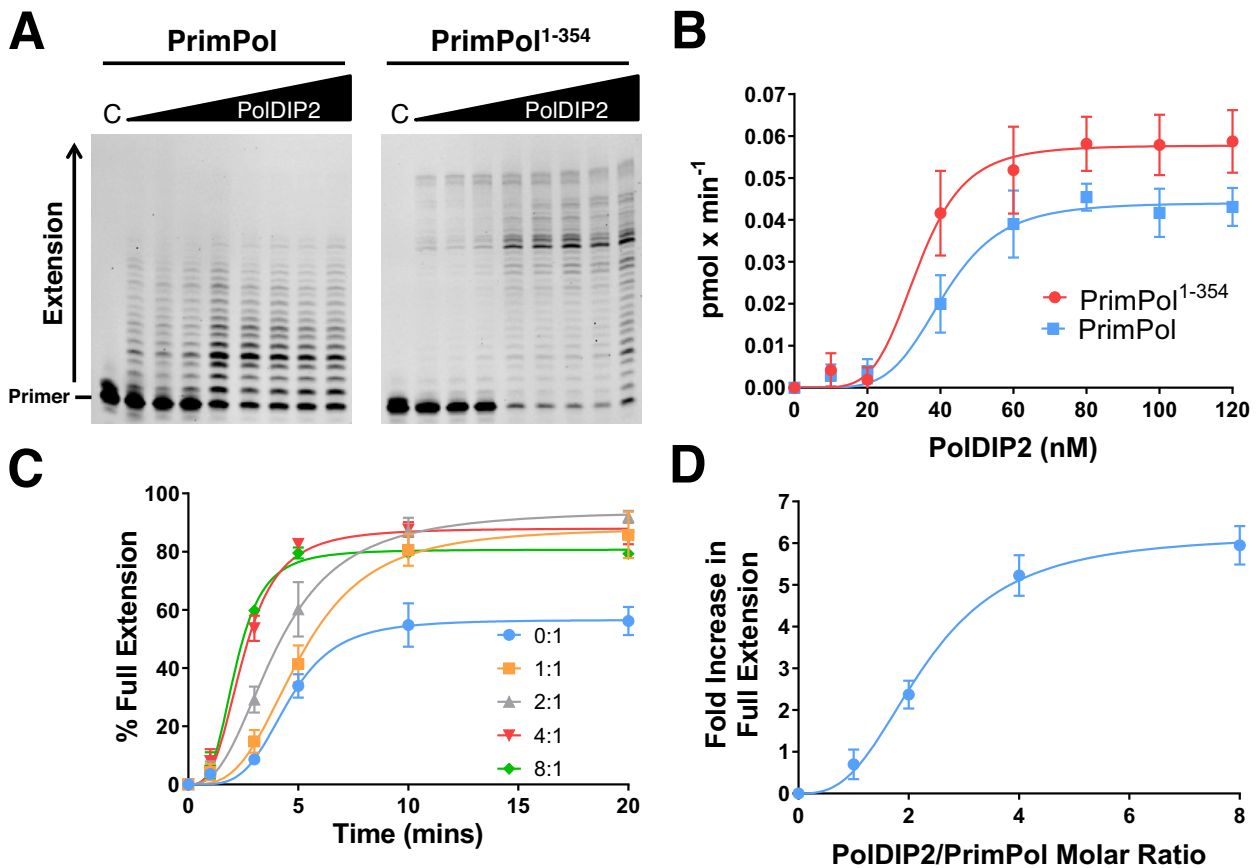 A
PrimPol
PrimPol1-354
C
PolDIP2
C
PolDIP2
Extension
Primer
B
0.07
0.06
0.05
0.04
0.03
0.02
0.01
0.00
pmol x min-1
0 20 40 60 80 100 120
PolDIP2 (nM)
PrimPol1-354
PrimPol
C
100
80
60
40
20
0
% Full Extension
0 5 10 15 20
Time (mins)
0:1
1:1
2:1
4:1
8:1
D
7
6
5
4
3
2
1
0
Fold Increase in
Full Extension
0 2 4 6 8
PolDIP2/PrimPol Molar Ratio